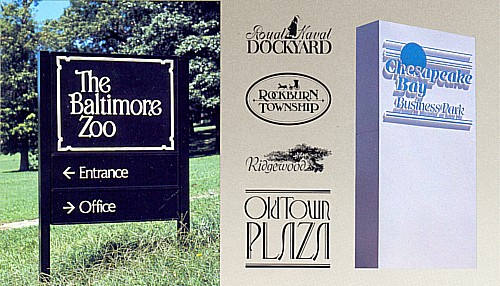 The
Baltimore
Zoo
← Entrance
→ Office
Royal Naval
DOCKYARD
ROCKBURN
TOWNSHIP
Ridgewood
Old Town
PLAZA
Chesapeake
Bay
Business Park